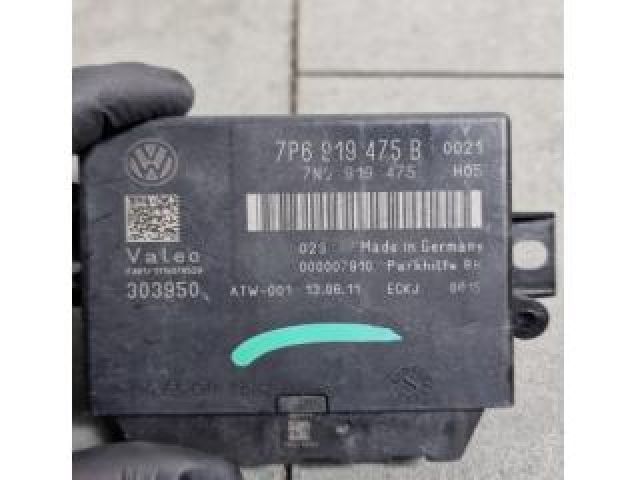 7P6 919 475 B 0021
7N0 919 475 H05
Valeo
023 Made in Germany
000007910 Parkhilfe 8K
303950 ATW-001 13.06.11 ECKJ 0615